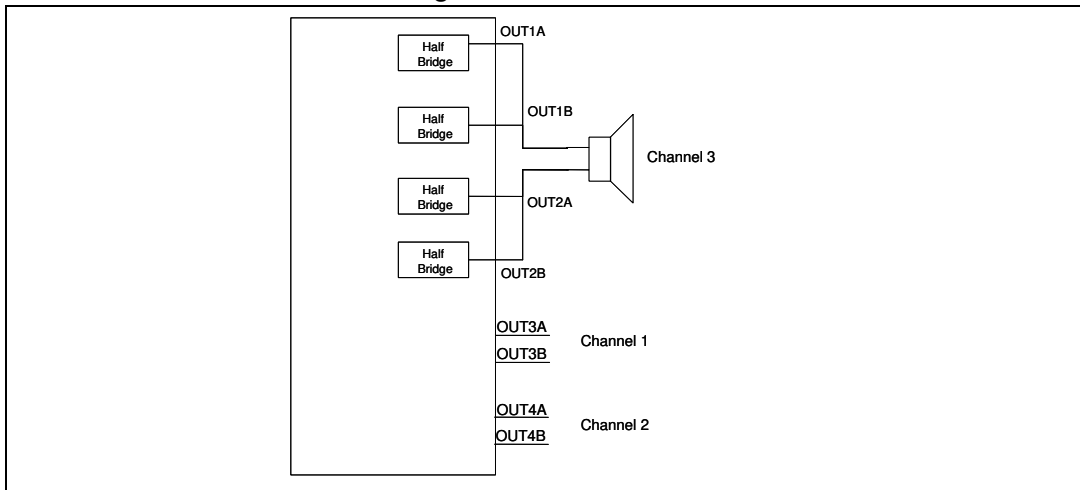 OUT1A
Half
Bridge
OUT1B
Half
Bridge
Channel 3
Half
Bridge
OUT2A
Half
Bridge
OUT2B
OUT3A
Channel 1
OUT3B
OUT4A
Channel 2
OUT4B